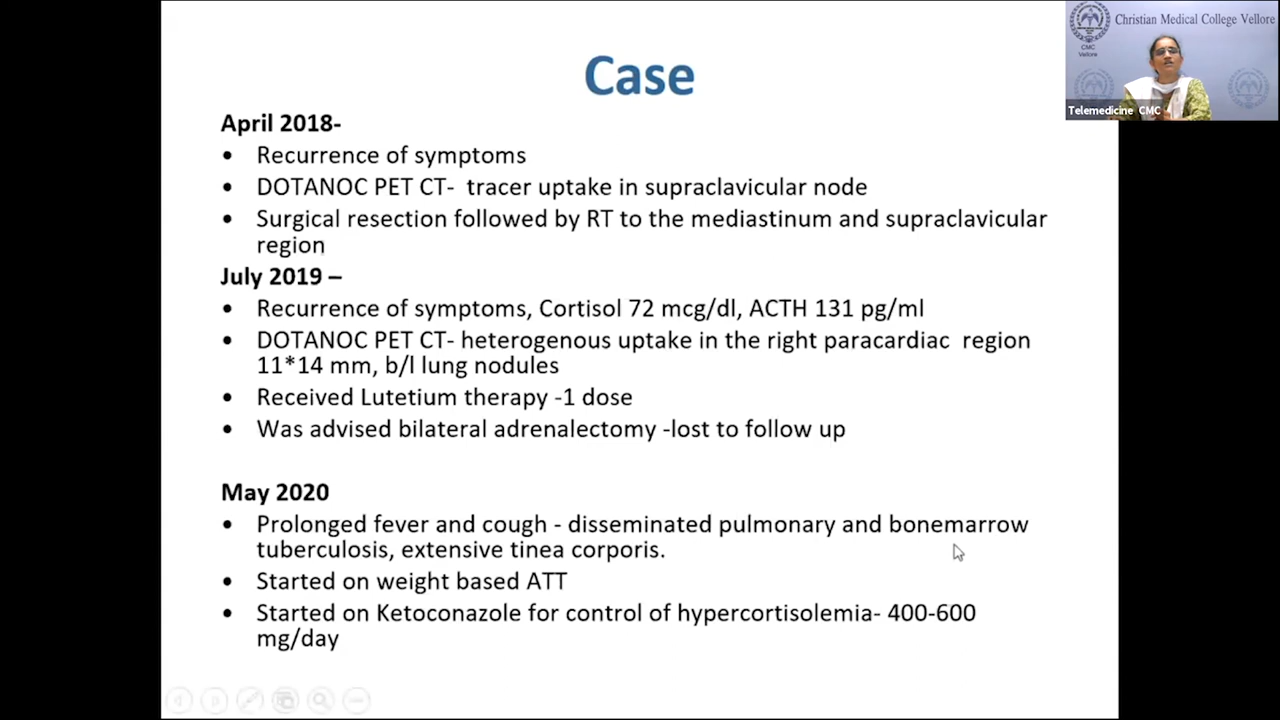 Christian Medical College Vellore
CMC
Vellore
Telemedicine CMC
Case
April 2018-
• Recurrence of symptoms
• DOTANOC PET CT- tracer uptake in supraclavicular node
• Surgical resection followed by RT to the mediastinum and supraclavicular
region
July 2019 –
• Recurrence of symptoms, Cortisol 72 mcg/dl, ACTH 131 pg/ml
• DOTANOC PET CT- heterogenous uptake in the right paracardiac region
11*14 mm, b/l lung nodules
• Received Lutetium therapy -1 dose
• Was advised bilateral adrenalectomy -lost to follow up
May 2020
• Prolonged fever and cough - disseminated pulmonary and bonemarrow
tuberculosis, extensive tinea corporis.
• Started on weight based ATT
• Started on Ketoconazole for control of hypercortisolemia- 400-600
mg/day